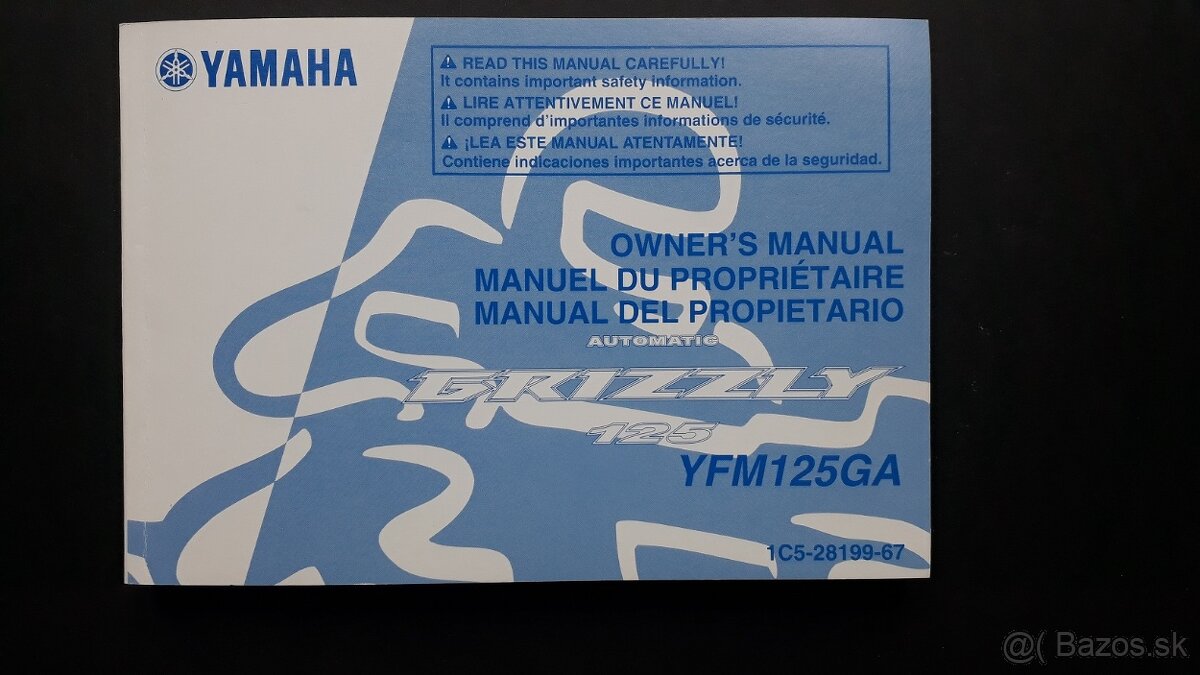 YAMAHA
⚠ READ THIS MANUAL CAREFULLY!
It contains important safety information.
⚠ LIRE ATTENTIVEMENT CE MANUEL!
Il comprend d'importantes informations de sécurité.
⚠ ¡LEA ESTE MANUAL ATENTAMENTE!
Contiene indicaciones importantes acerca de la seguridad.
OWNER'S MANUAL
MANUEL DU PROPRIÉTAIRE
MANUAL DEL PROPIETARIO
AUTOMATIC
GRIZZLY
125
YFM125GA
1C5-28199-67
@( Bazos.sk